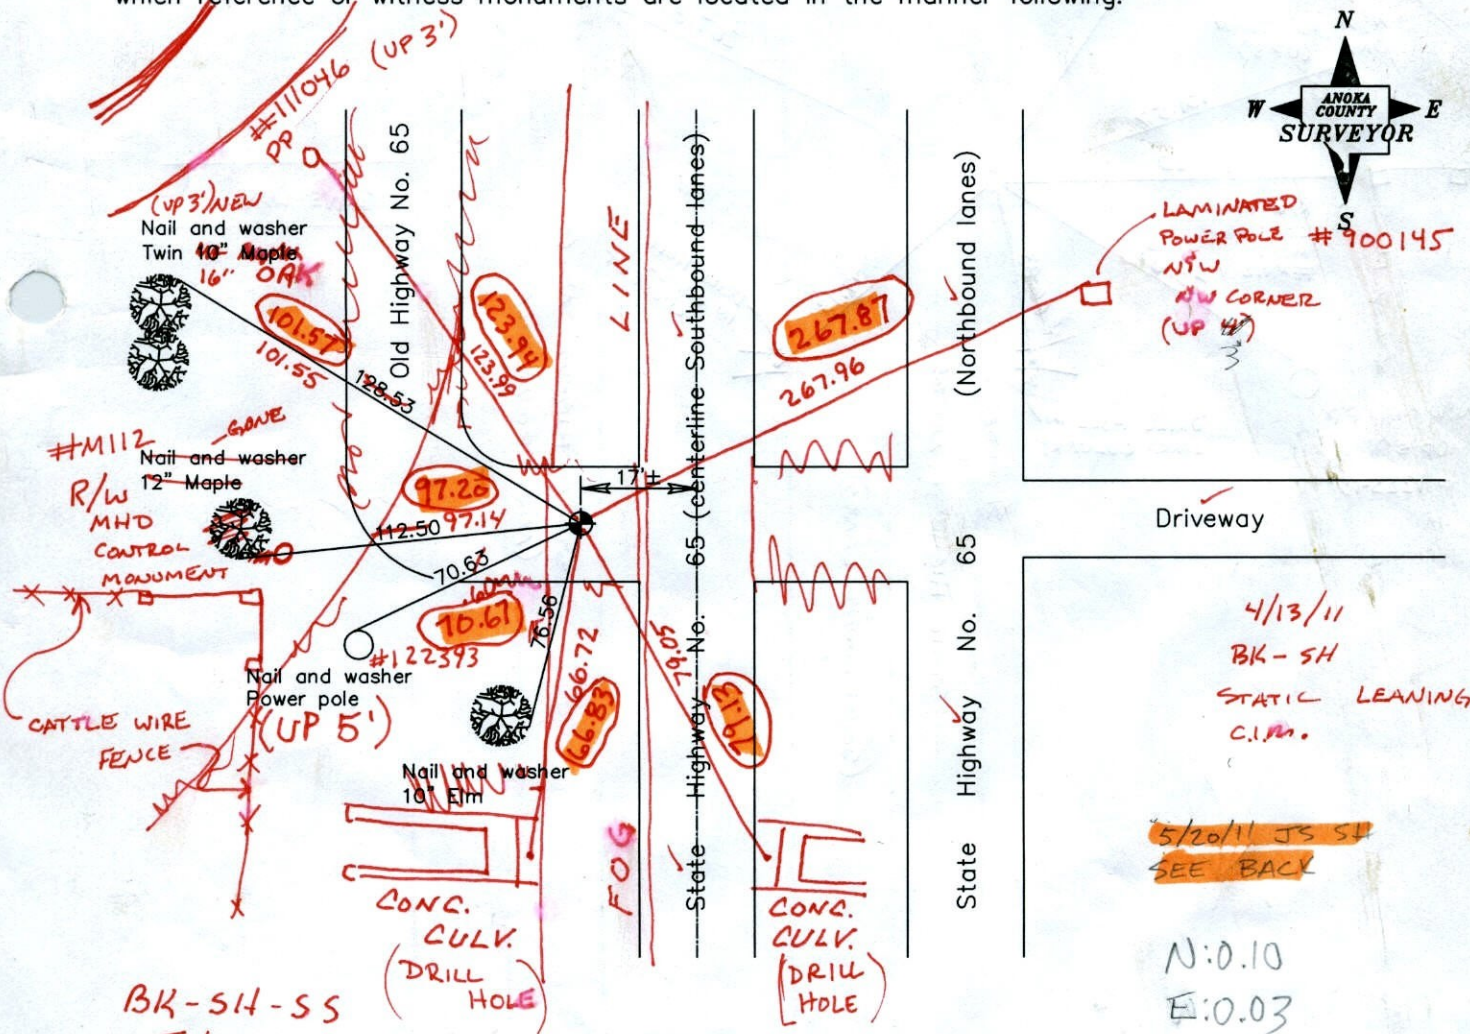 which reference or witness monuments are located in the manner following:
(UP 3')
#111046
PP
N
W
ANOKA
COUNTY
SURVEYOR
E
S
(UP 3') NEW
Nail and washer
Twin 10" Maple
16" OAK
Old Highway No. 65
LINE
(centerline Southbound lanes)
(Northbound lanes)
LAMINATED
POWER POLE #900145
N+W
NW CORNER
(UP 4')
3
101.57
101.55
128.53
123.94
123.99
267.87
267.96
GONE
#M112
Nail and washer
12" Maple
R/W
MHD
CONTROL
MONUMENT
97.20
97.14
112.50
17'±
Driveway
70.63
70.67
#122393
Nail and washer
Power pole
(UP 5')
CATTLE WIRE
FENCE
76.56
66.72
66.83
79.05
79.13
State Highway No. 65
State Highway No. 65
Nail and washer
10" Elm
FOG
4/13/11
BK-SH
STATIC LEANING
C.I.M.
5/20/11 JS SH
SEE BACK
CONC.
CULV.
(DRILL
HOLE)
CONC.
CULV.
(DRILL
HOLE)
N:0.10
E:0.03
BK-SH-SS